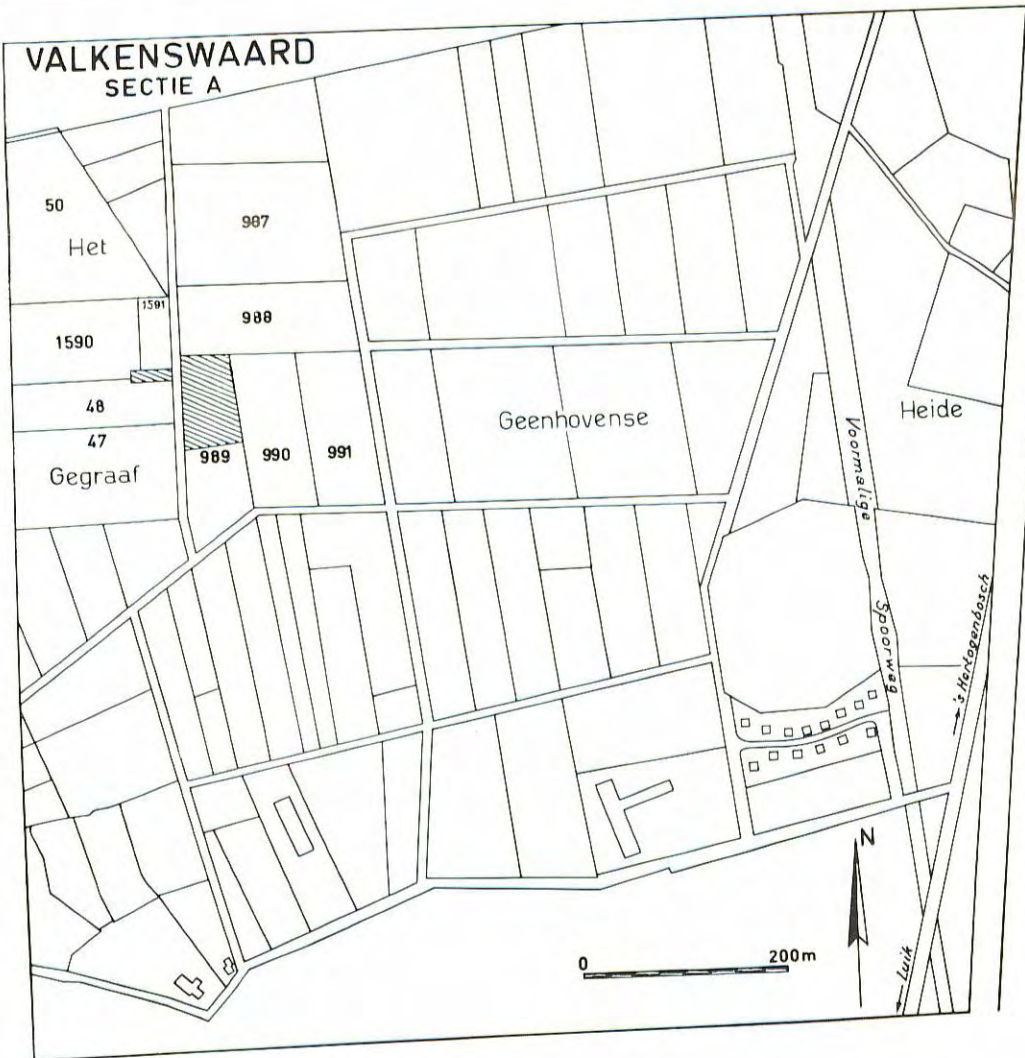 VALKENSWAARD
SECTIE A
50
Het
987
1591
988
1590
48
47
Gegraaf
989
990
991
Geenhovense
Heide
Voormalige
Spoorweg
's Hertogenbosch
N
0 200m
Luik